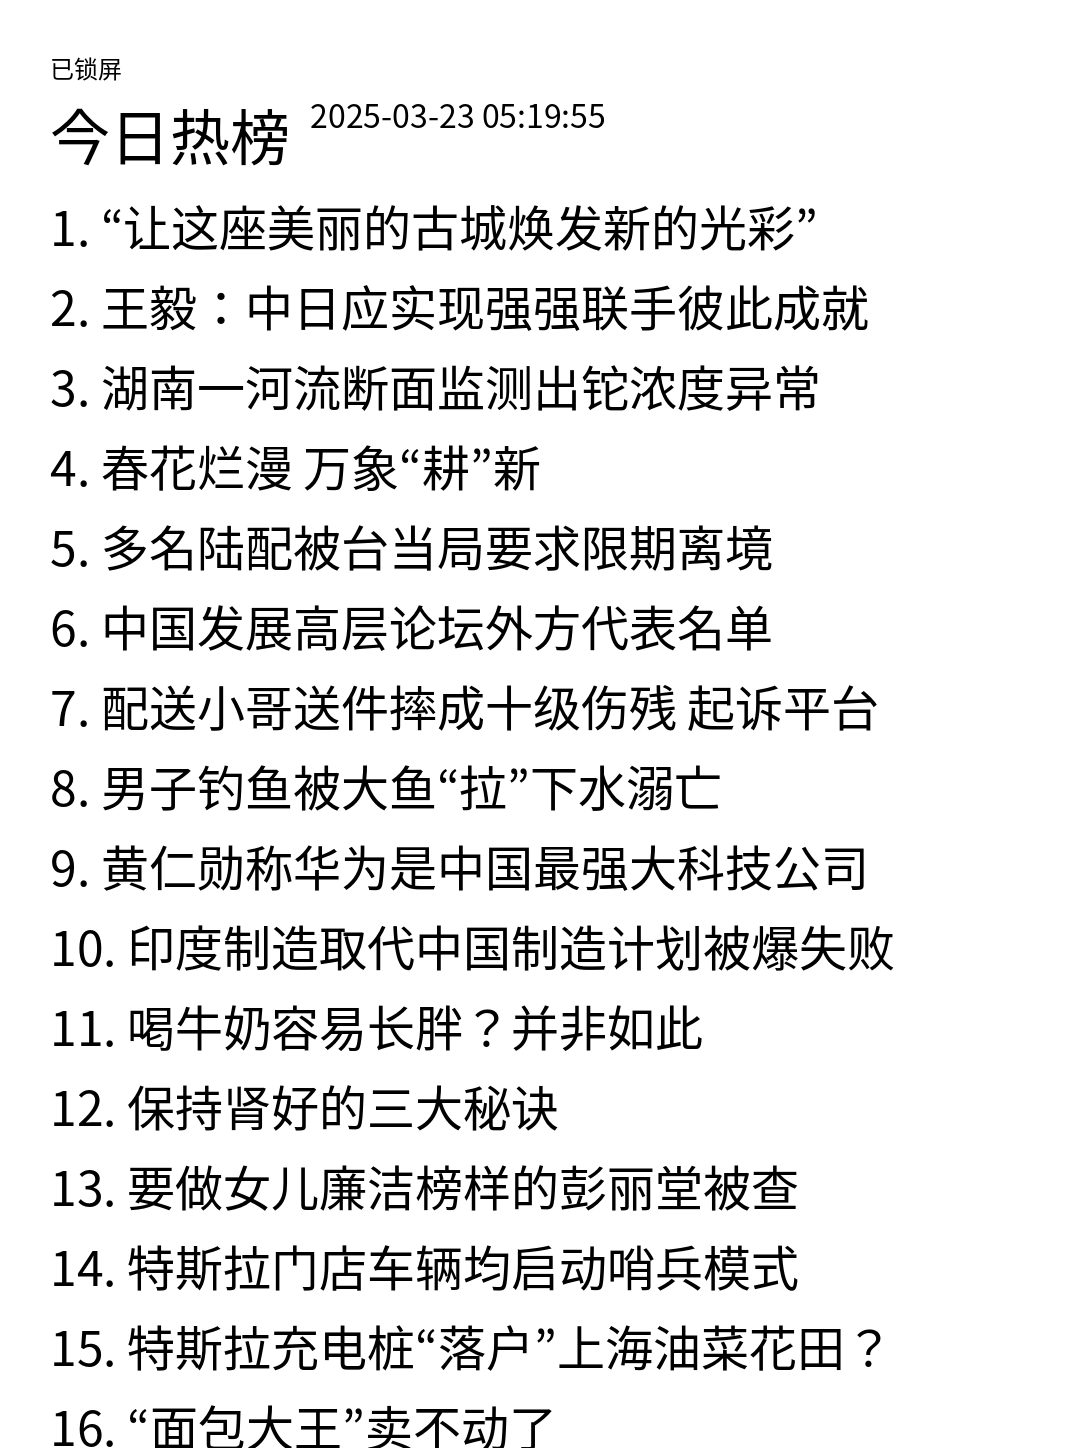 已锁屏
今日热榜 2025-03-23 05:19:55
1. “让这座美丽的古城焕发新的光彩”
2. 王毅：中日应实现强强联手彼此成就
3. 湖南一河流断面监测出铊浓度异常
4. 春花烂漫 万象“耕”新
5. 多名陆配被台当局要求限期离境
6. 中国发展高层论坛外方代表名单
7. 配送小哥送件摔成十级伤残 起诉平台
8. 男子钓鱼被大鱼“拉”下水溺亡
9. 黄仁勋称华为是中国最强大科技公司
10. 印度制造取代中国制造计划被爆失败
11. 喝牛奶容易长胖？并非如此
12. 保持肾好的三大秘诀
13. 要做女儿廉洁榜样的彭丽堂被查
14. 特斯拉门店车辆均启动哨兵模式
15. 特斯拉充电桩“落户”上海油菜花田？
16. “面包大王”卖不动了